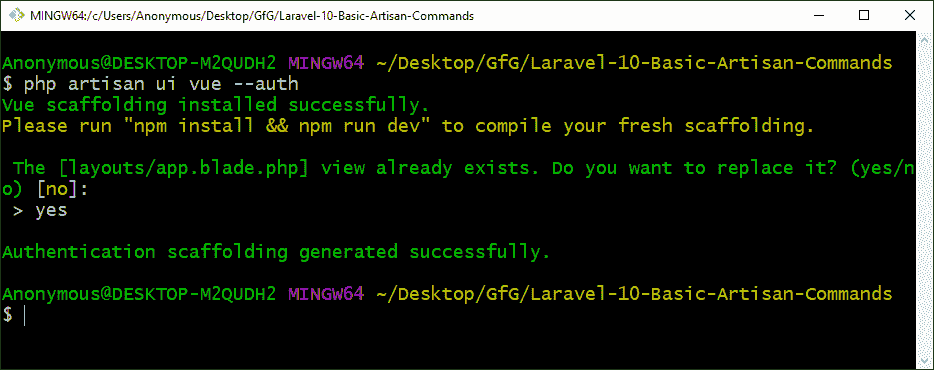 MINGW64:/c/Users/Anonymous/Desktop/GfG/Laravel-10-Basic-Artisan-Commands
Anonymous@DESKTOP-M2QUDH2 MINGW64 ~/Desktop/GfG/Laravel-10-Basic-Artisan-Commands
$ php artisan ui vue --auth
Vue scaffolding installed successfully.
Please run "npm install && npm run dev" to compile your fresh scaffolding.
The [layouts/app.blade.php] view already exists. Do you want to replace it? (yes/n
o) [no]:
> yes
Authentication scaffolding generated successfully.
Anonymous@DESKTOP-M2QUDH2 MINGW64 ~/Desktop/GfG/Laravel-10-Basic-Artisan-Commands
$